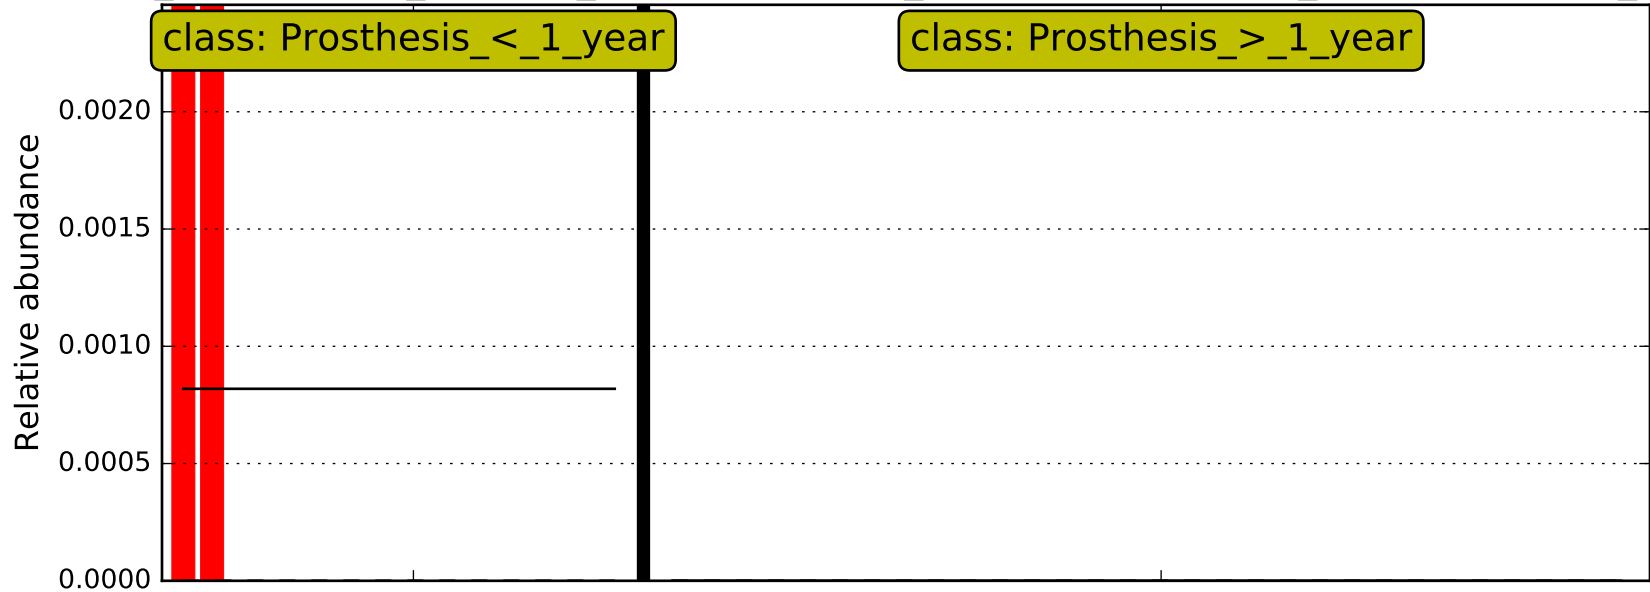 class: Prosthesis_<_1_year
class: Prosthesis_>_1_year
0.0020
0.0015
0.0010
0.0005
0.0000
Relative abundance